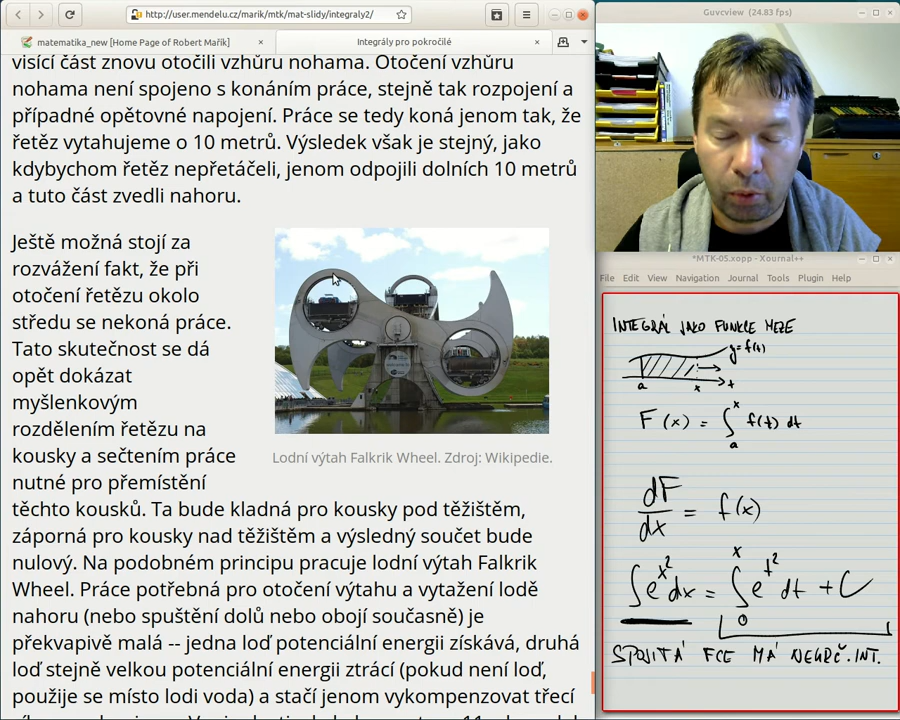 http://user.mendelu.cz/marik/mtk/mat-slidy/integraly2/
matematika_new [Home Page of Robert Mařík]
Integrály pro pokročilé
visící část znovu otočili vzhůru nohama. Otočení vzhůru
nohama není spojeno s konáním práce, stejně tak rozpojení a
případné opětovné napojení. Práce se tedy koná jenom tak, že
řetěz vytahujeme o 10 metrů. Výsledek však je stejný, jako
kdybychom řetěz nepřetáčeli, jenom odpojili dolních 10 metrů
a tuto část zvedli nahoru.
Ještě možná stojí za
rozvážení fakt, že při
otočení řetězu okolo
středu se nekoná práce.
Tato skutečnost se dá
opět dokázat
myšlenkovým
rozdělením řetězu na
kousky a sečtením práce
nutné pro přemístění
těchto kousků. Ta bude kladná pro kousky pod těžištěm,
záporná pro kousky nad těžištěm a výsledný součet bude
nulový. Na podobném principu pracuje lodní výtah Falkrik
Wheel. Práce potřebná pro otočení výtahu a vytažení lodě
nahoru (nebo spuštění dolů nebo obojí současně) je
překvapivě malá -- jedna loď potenciální energii získává, druhá
loď stejně velkou potenciální energii ztrácí (pokud není loď,
použije se místo lodi voda) a stačí jenom vykompenzovat třecí
Lodní výtah Falkrik Wheel. Zdroj: Wikipedie.
Guvcview (24.83 fps)
*MTK-05.xopp - Xournal++
File Edit View Navigation Journal Tools Plugin Help
INTEGRÁL JAKO FUNKCE MEZE
y=f(t)
a x t
F(x) = ∫ₐˣ f(t) dt
dF/dx = f(x)
∫e^(x²) dx = ∫₀ˣ e^(t²) dt + C
SPOJITÁ FCE MÁ NEURČ. INT.